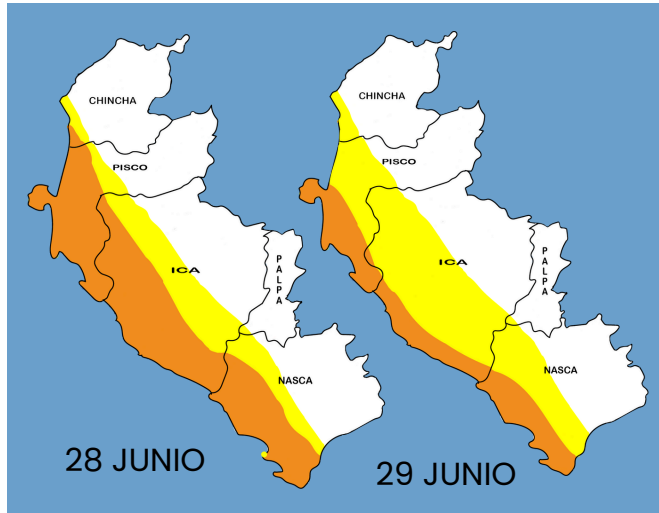 CHINCHA
PISCO
ICA
PALPA
NASCA
28 JUNIO
CHINCHA
PISCO
ICA
PALPA
NASCA
29 JUNIO